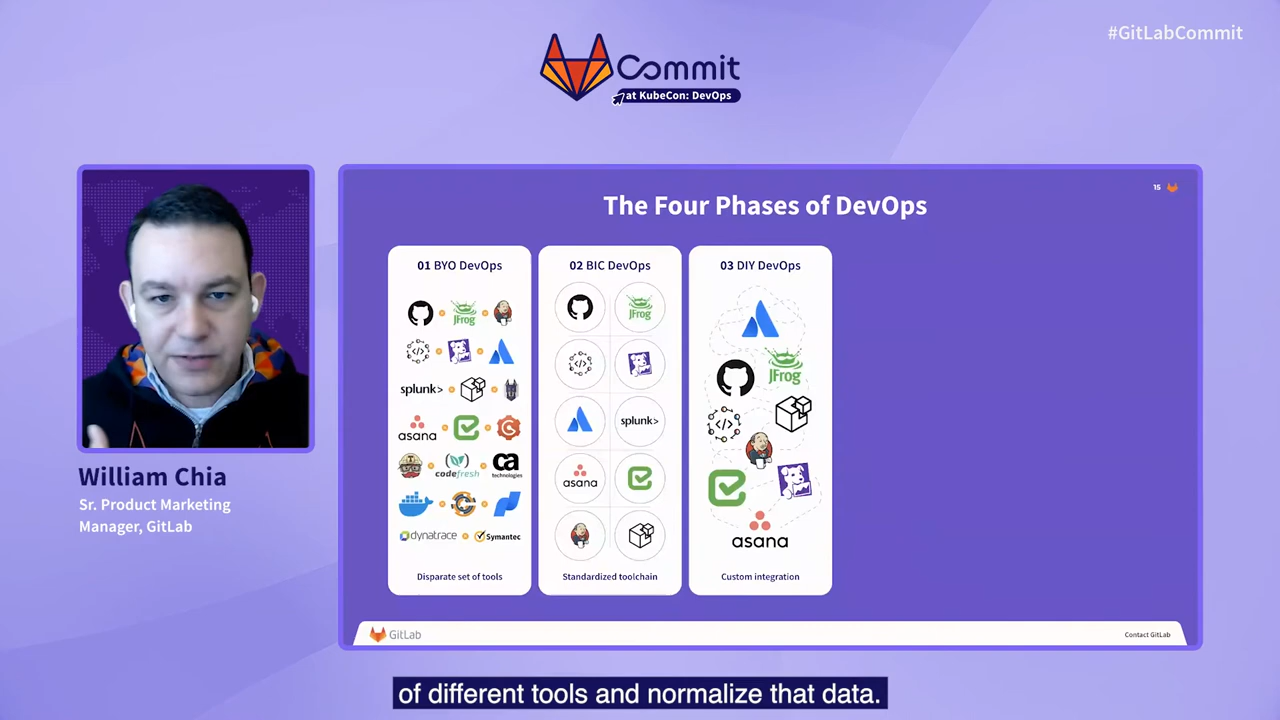 #GitLabCommit
Commit
at KubeCon: DevOps
15
The Four Phases of DevOps
01 BYO DevOps
JFrog
splunk>
asana
codefresh
ca
technologies
dynatrace
Symantec
Disparate set of tools
02 BIC DevOps
JFrog
splunk>
asana
Standardized toolchain
03 DIY DevOps
JFrog
asana
Custom integration
William Chia
Sr. Product Marketing
Manager, GitLab
GitLab
Contact GitLab
of different tools and normalize that data.